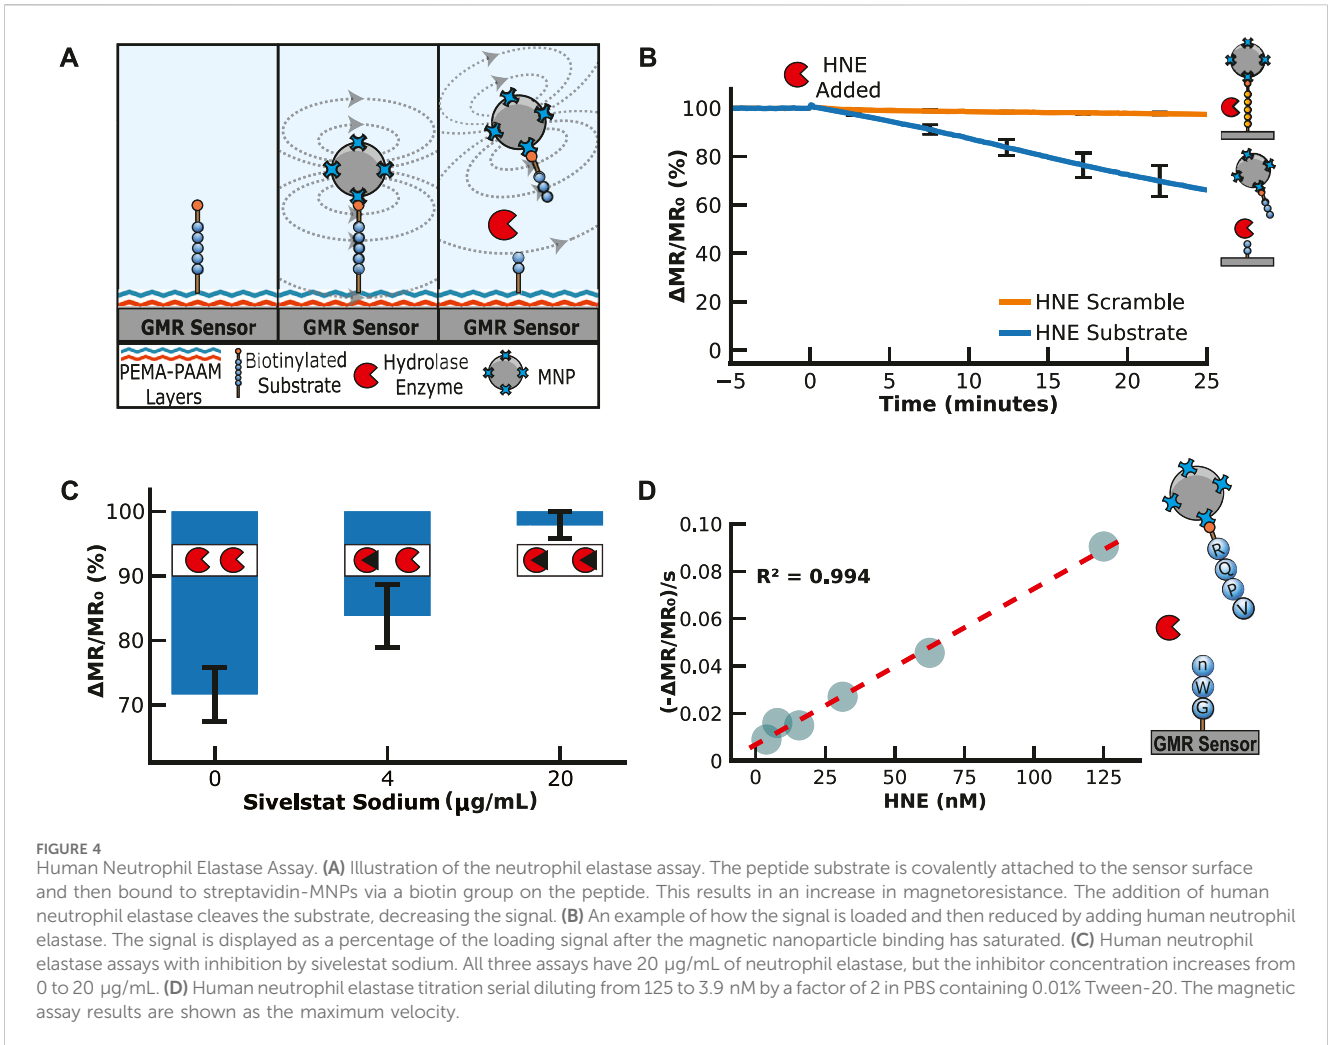 A
GMR Sensor
GMR Sensor
GMR Sensor
PEMA-PAAM
Layers
Biotinylated
Substrate
Hydrolase
Enzyme
MNP
B
HNE
Added
ΔMR/MR₀ (%)
100
80
60
40
20
0
HNE Scramble
HNE Substrate
−5 0 5 10 15 20 25
Time (minutes)
C
ΔMR/MR₀ (%)
100
90
80
70
0 4 20
Sivelstat Sodium (μg/mL)
D
(-ΔMR/MR₀)/s
0.10
0.08
0.06
0.04
0.02
0
R² = 0.994
0 25 50 75 100 125
HNE (nM)
R
Q
P
V
n
W
G
GMR Sensor
FIGURE 4
Human Neutrophil Elastase Assay. (A) Illustration of the neutrophil elastase assay. The peptide substrate is covalently attached to the sensor surface
and then bound to streptavidin-MNPs via a biotin group on the peptide. This results in an increase in magnetoresistance. The addition of human
neutrophil elastase cleaves the substrate, decreasing the signal. (B) An example of how the signal is loaded and then reduced by adding human neutrophil
elastase. The signal is displayed as a percentage of the loading signal after the magnetic nanoparticle binding has saturated. (C) Human neutrophil
elastase assays with inhibition by sivelestat sodium. All three assays have 20 μg/mL of neutrophil elastase, but the inhibitor concentration increases from
0 to 20 μg/mL. (D) Human neutrophil elastase titration serial diluting from 125 to 3.9 nM by a factor of 2 in PBS containing 0.01% Tween-20. The magnetic
assay results are shown as the maximum velocity.